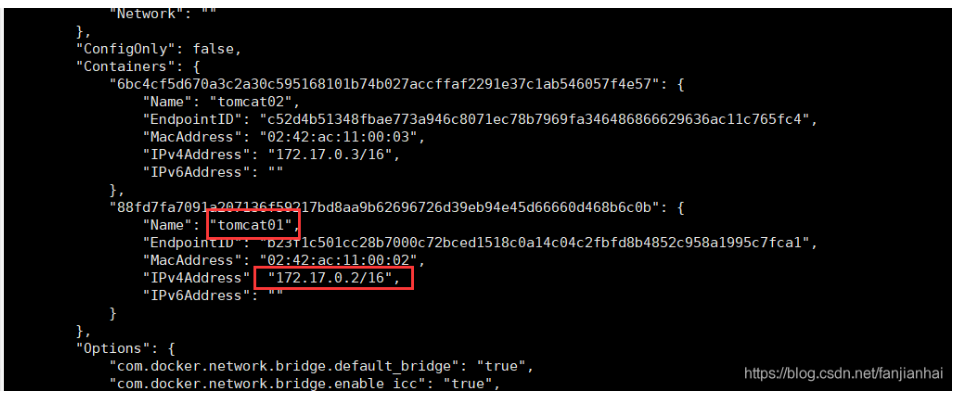 "Network": ""
},
"ConfigOnly": false,
"Containers": {
"6bc4cf5d670a3c2a30c595168101b74b027accffaf2291e37c1ab546057f4e57": {
"Name": "tomcat02",
"EndpointID": "c52d4b51348fbae773a946c8071ec78b7969fa346486866629636ac11c765fc4",
"MacAddress": "02:42:ac:11:00:03",
"IPv4Address": "172.17.0.3/16",
"IPv6Address": ""
},
"88fd7fa7091a207136f59217bd8aa9b62696726d39eb94e45d66660d468b6c0b": {
"Name": "tomcat01",
"EndpointID": "b23f1c501cc28b7000c72bced1518c0a14c04c2fbfd8b4852c958a1995c7fca1",
"MacAddress": "02:42:ac:11:00:02",
"IPv4Address": "172.17.0.2/16",
"IPv6Address": ""
}
},
"Options": {
"com.docker.network.bridge.default_bridge": "true",
"com.docker.network.bridge.enable_icc": "true",
https://blog.csdn.net/fanjianhai